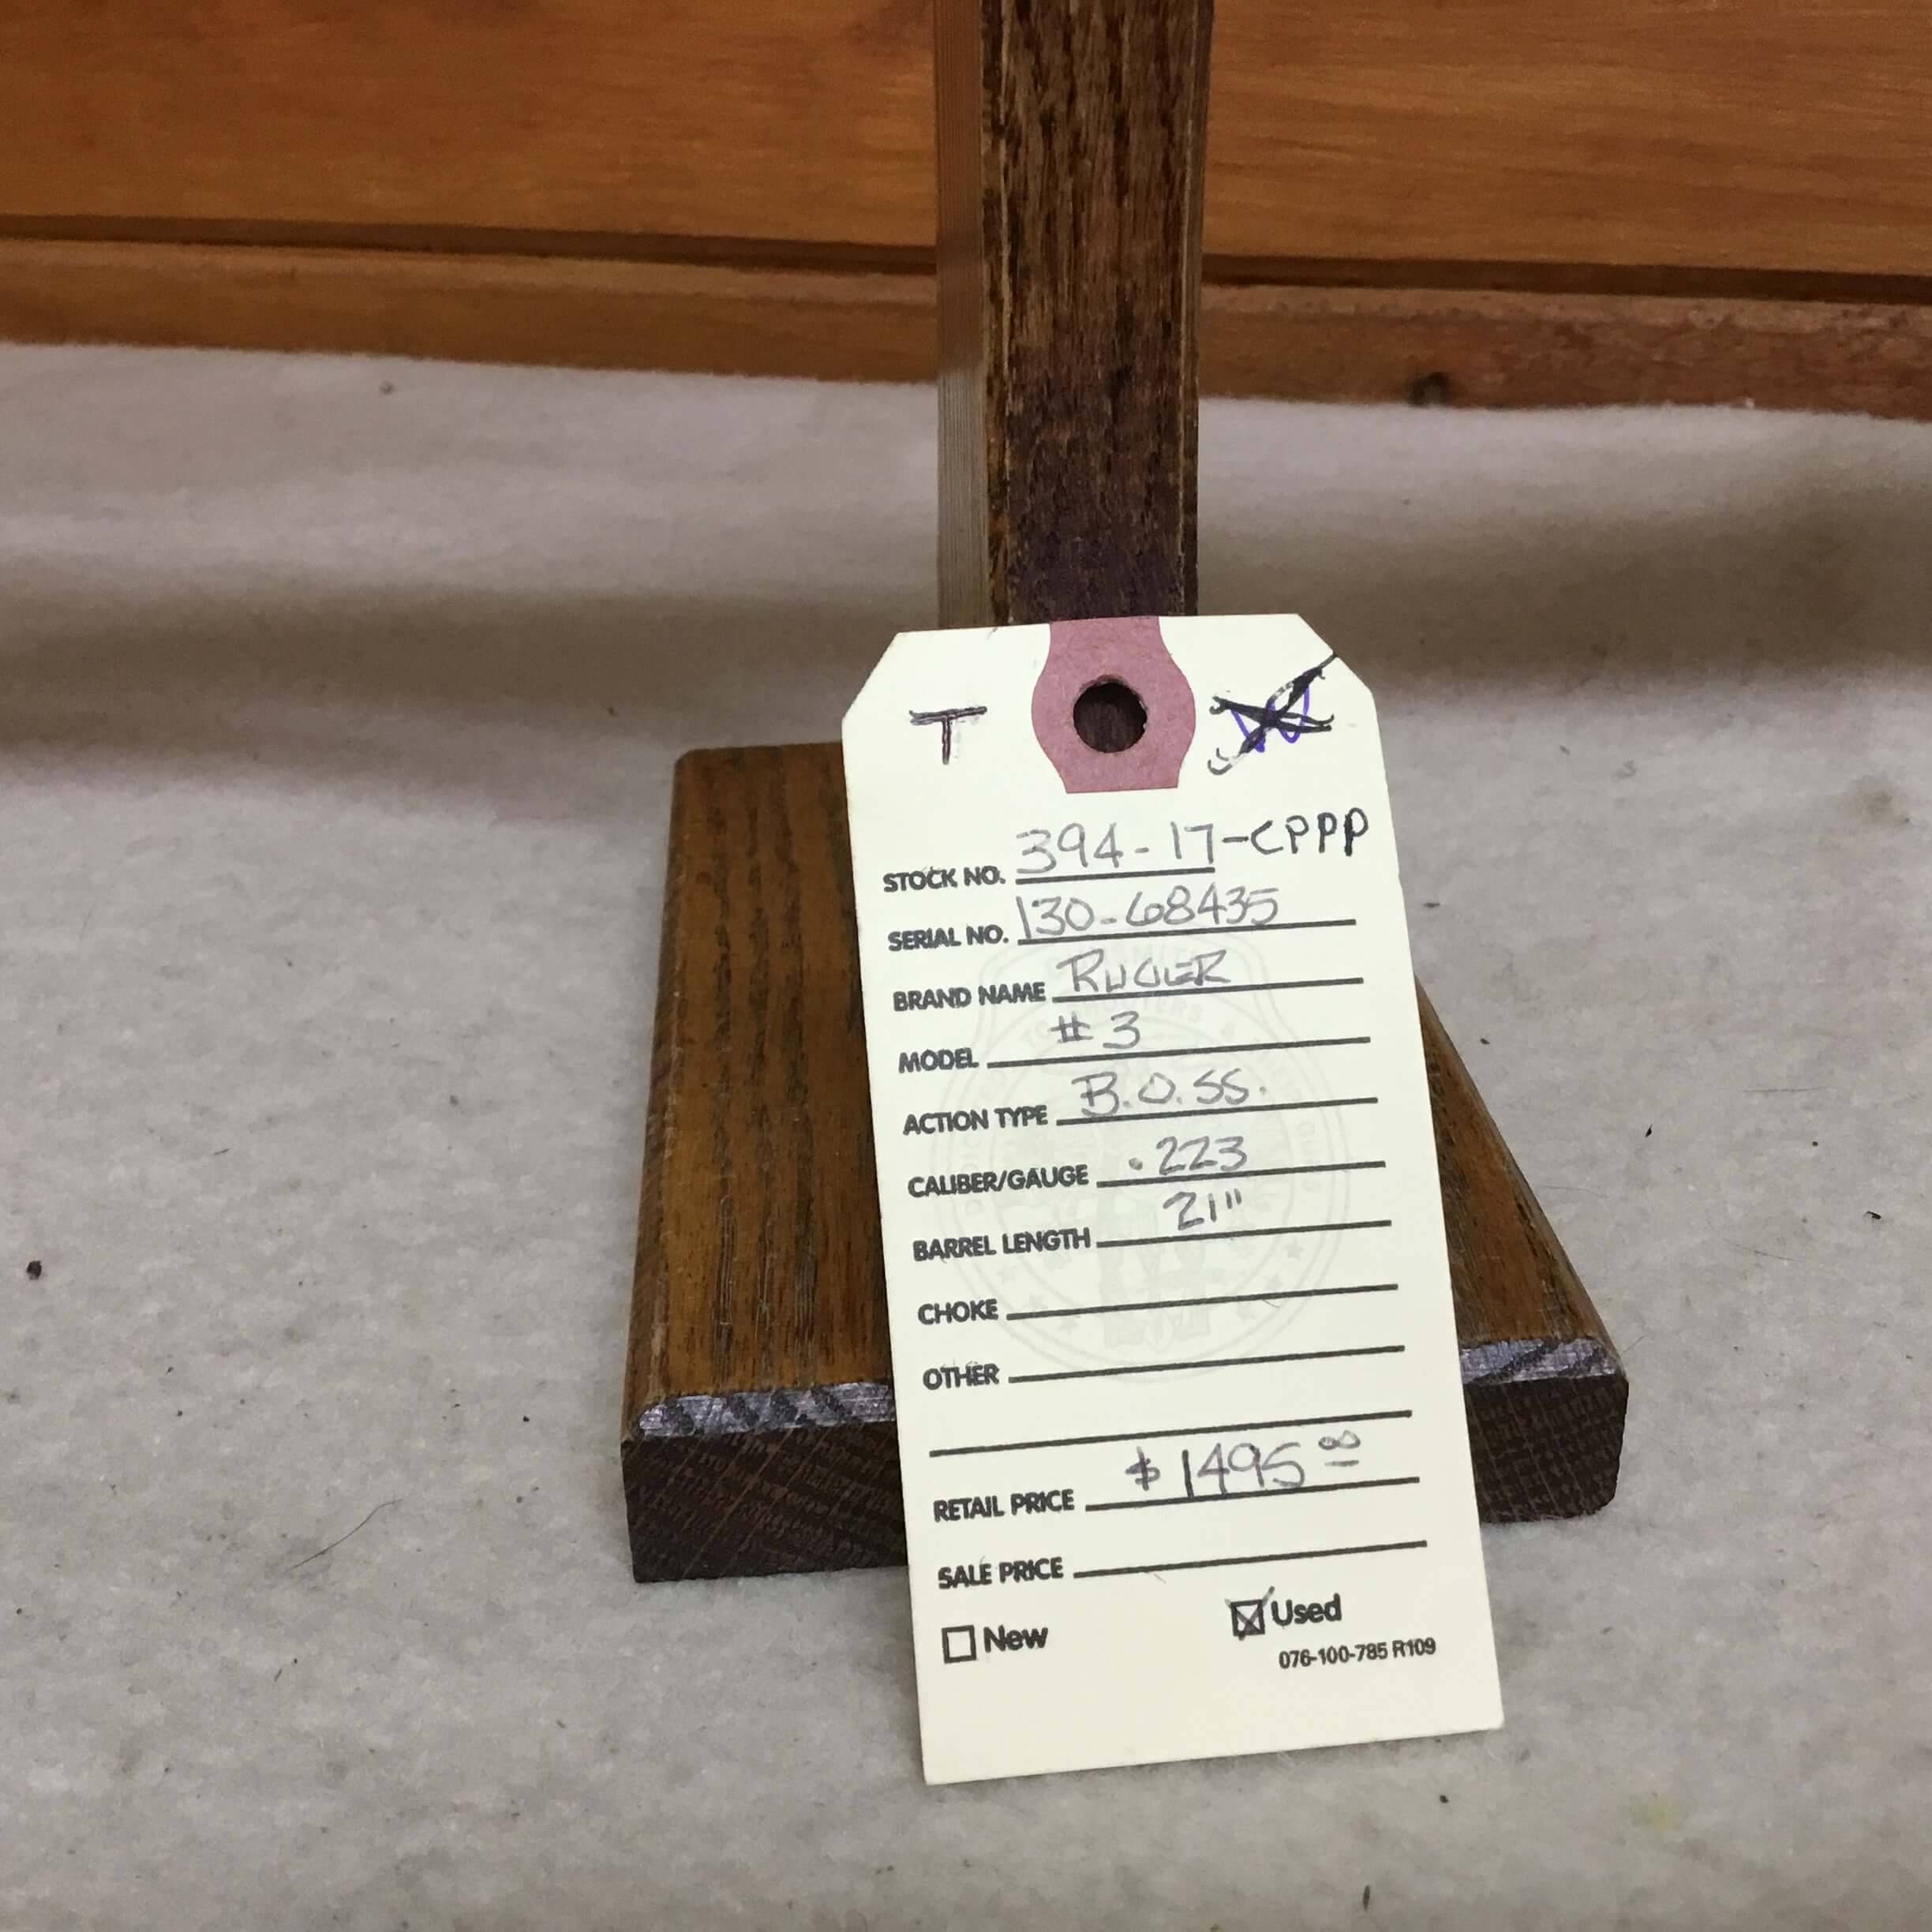 T
STOCK NO. 394-17-CPPP
SERIAL NO. 130-68435
BRAND NAME RUGER
MODEL #3
ACTION TYPE B.O.SS.
CALIBER/GAUGE .223
BARREL LENGTH 21"
CHOKE
OTHER
RETAIL PRICE $1495 00
SALE PRICE
New Used
076-100-785 R109